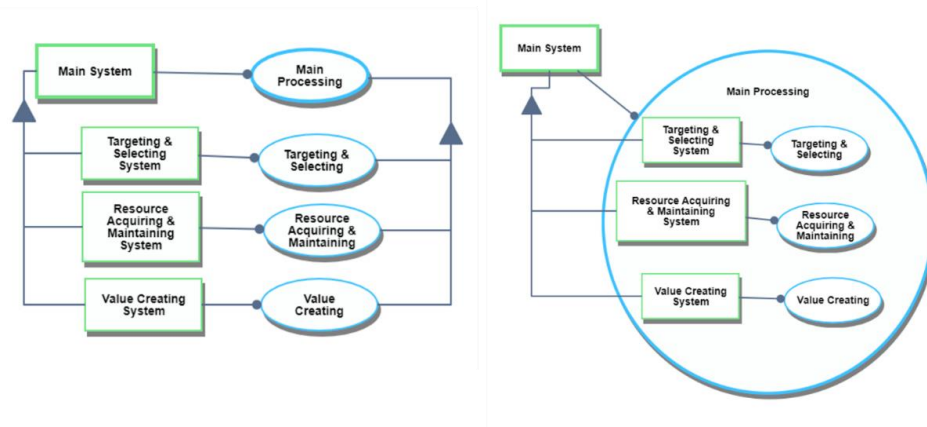 Main System
Main
Processing
Targeting &
Selecting
System
Targeting &
Selecting
Resource
Acquiring &
Maintaining
System
Resource
Acquiring &
Maintaining
Value Creating
System
Value
Creating
Main System
Main Processing
Targeting &
Selecting
System
Targeting &
Selecting
Resource Acquiring
& Maintaining
System
Resource
Acquiring &
Maintaining
Value Creating
System
Value Creating